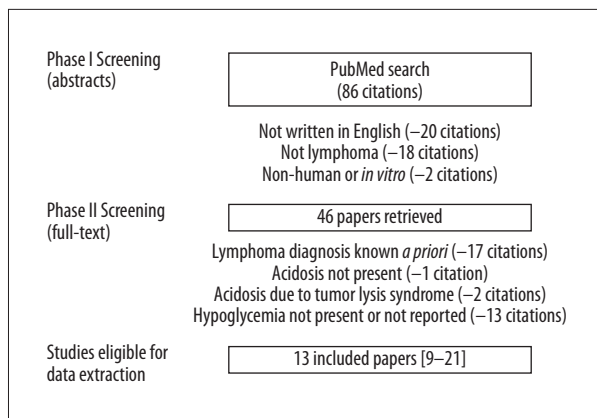 Phase I Screening
(abstracts)
PubMed search
(86 citations)
Not written in English (–20 citations)
Not lymphoma (–18 citations)
Non-human or in vitro (–2 citations)
Phase II Screening
(full-text)
46 papers retrieved
Lymphoma diagnosis known a priori (–17 citations)
Acidosis not present (–1 citation)
Acidosis due to tumor lysis syndrome (–2 citations)
Hypoglycemia not present or not reported (–13 citations)
Studies eligible for
data extraction
13 included papers [9–21]